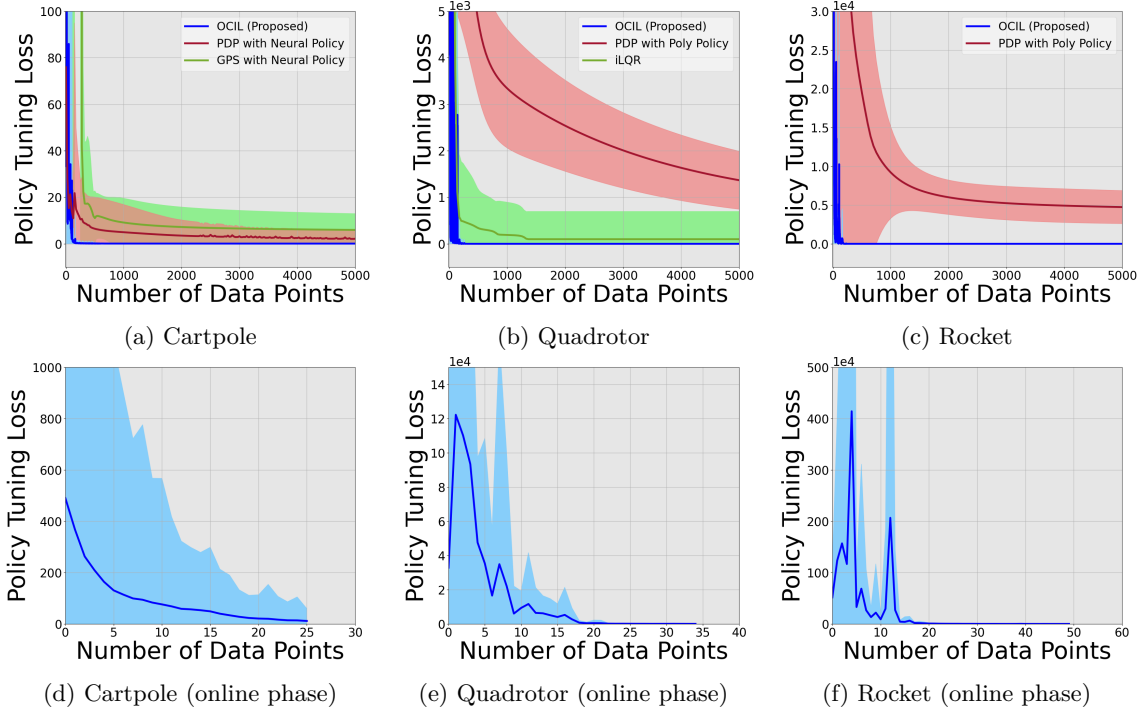 OCIL (Proposed)
PDP with Neural Policy
GPS with Neural Policy
Policy Tuning Loss
100
80
60
40
20
0
0 1000 2000 3000 4000 5000
Number of Data Points
(a) Cartpole
1e3
OCIL (Proposed)
PDP with Poly Policy
iLQR
Policy Tuning Loss
5
4
3
2
1
0
0 1000 2000 3000 4000 5000
Number of Data Points
(b) Quadrotor
1e4
OCIL (Proposed)
PDP with Poly Policy
Policy Tuning Loss
3.0
2.5
2.0
1.5
1.0
0.5
0.0
0 1000 2000 3000 4000 5000
Number of Data Points
(c) Rocket
Policy Tuning Loss
1000
800
600
400
200
0
0 5 10 15 20 25 30
Number of Data Points
(d) Cartpole (online phase)
1e4
Policy Tuning Loss
14
12
10
8
6
4
2
0
0 5 10 15 20 25 30 35 40
Number of Data Points
(e) Quadrotor (online phase)
1e4
Policy Tuning Loss
500
400
300
200
100
0
0 10 20 30 40 50 60
Number of Data Points
(f) Rocket (online phase)